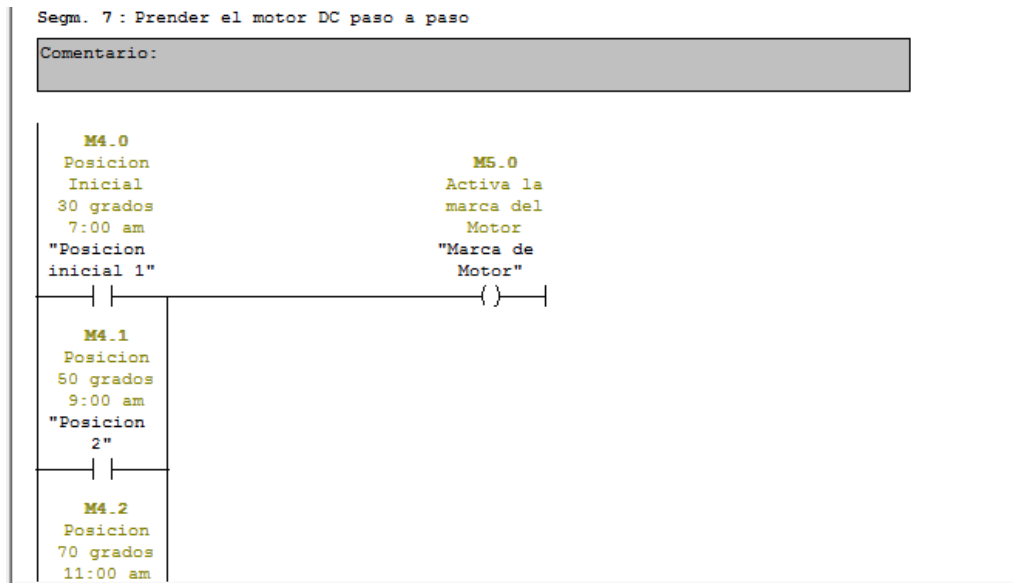 Segm. 7 : Prender el motor DC paso a paso
Comentario:
M4.0
Posicion
Inicial
30 grados
7:00 am
"Posicion
inicial 1"
M5.0
Activa la
marca del
Motor
"Marca de
Motor"
M4.1
Posicion
50 grados
9:00 am
"Posicion
2"
M4.2
Posicion
70 grados
11:00 am